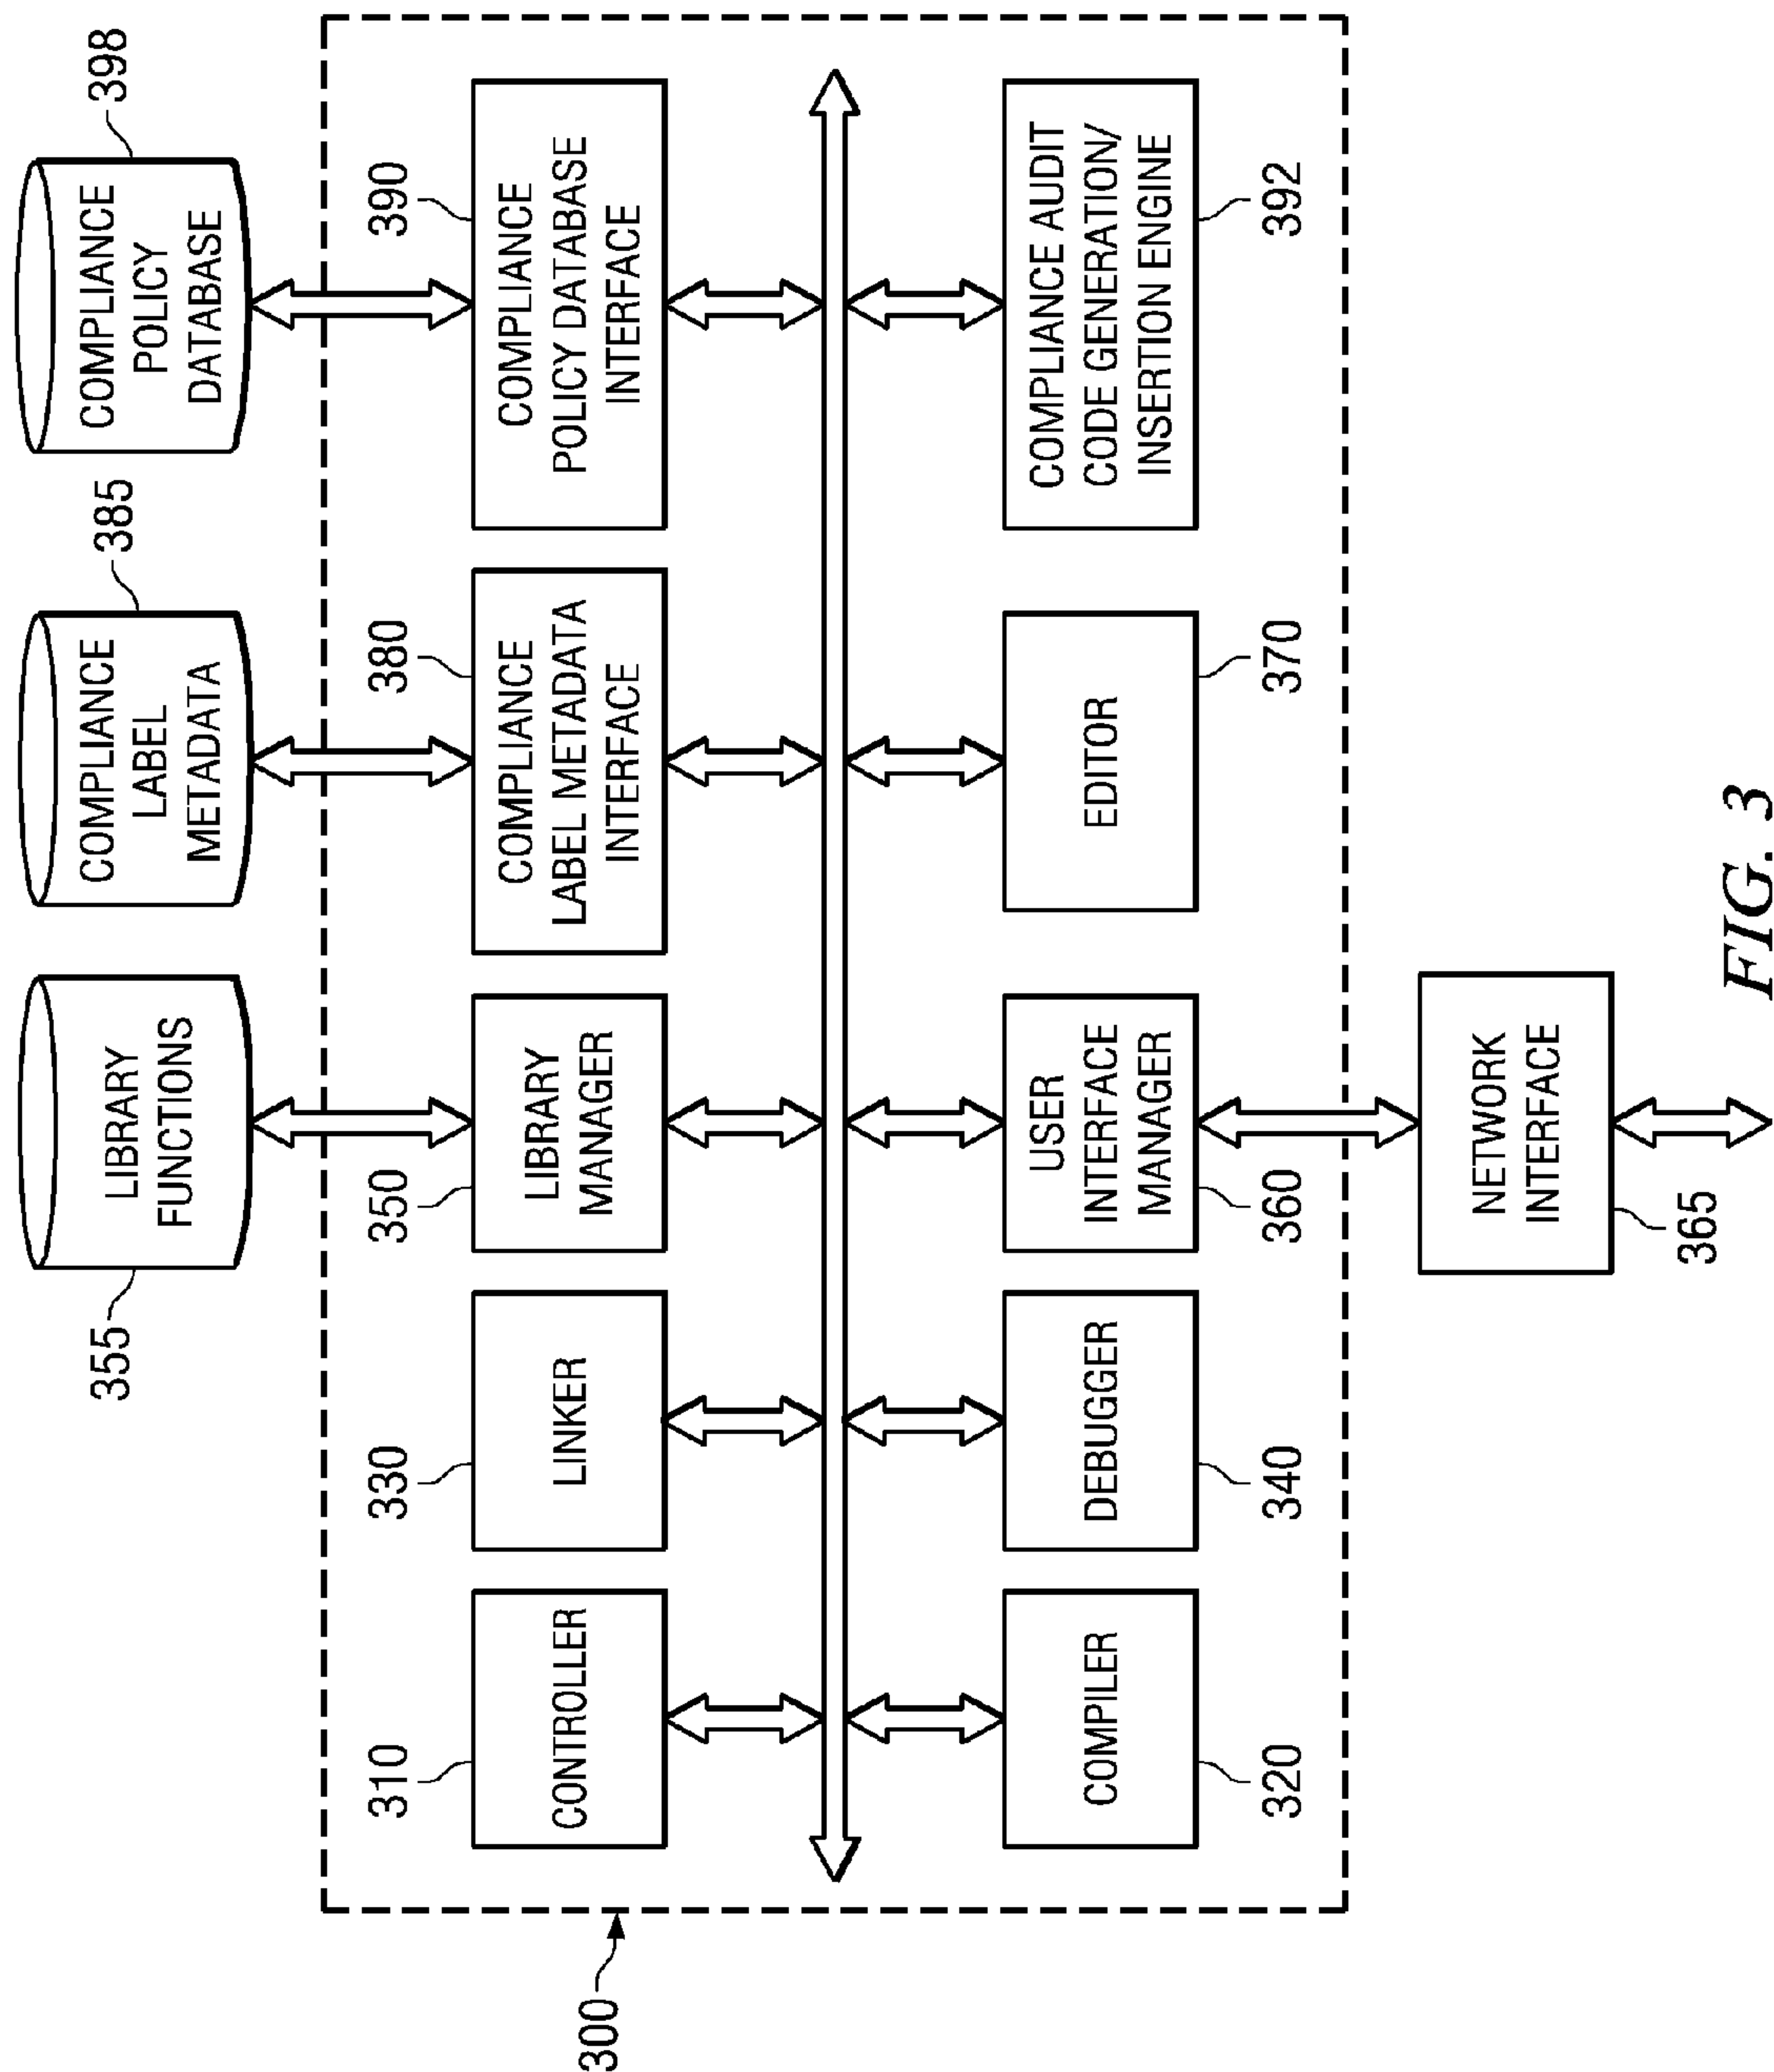 355
LIBRARY
FUNCTIONS
COMPLIANCE
LABEL
METADATA
385
COMPLIANCE
POLICY
DATABASE
398
300
310
CONTROLLER
330
LINKER
350
LIBRARY
MANAGER
380
COMPLIANCE
LABEL METADATA
INTERFACE
390
COMPLIANCE
POLICY DATABASE
INTERFACE
COMPILER
320
DEBUGGER
340
USER
INTERFACE
MANAGER
360
EDITOR
370
COMPLIANCE AUDIT
CODE GENERATION/
INSERTION ENGINE
392
NETWORK
INTERFACE
365
FIG. 3